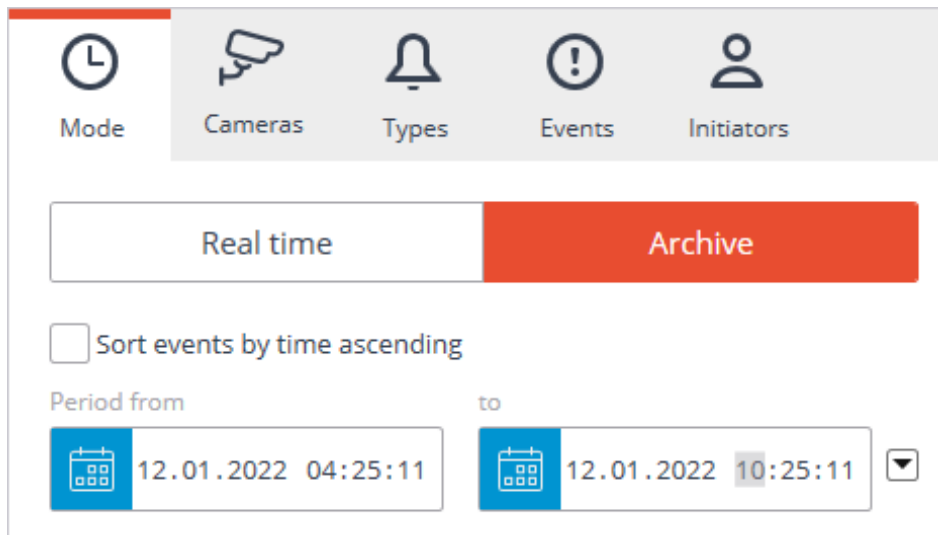 Mode Cameras Types Events Initiators
Real time Archive
Sort events by time ascending
Period from to
12.01.2022 04:25:11 12.01.2022 10:25:11